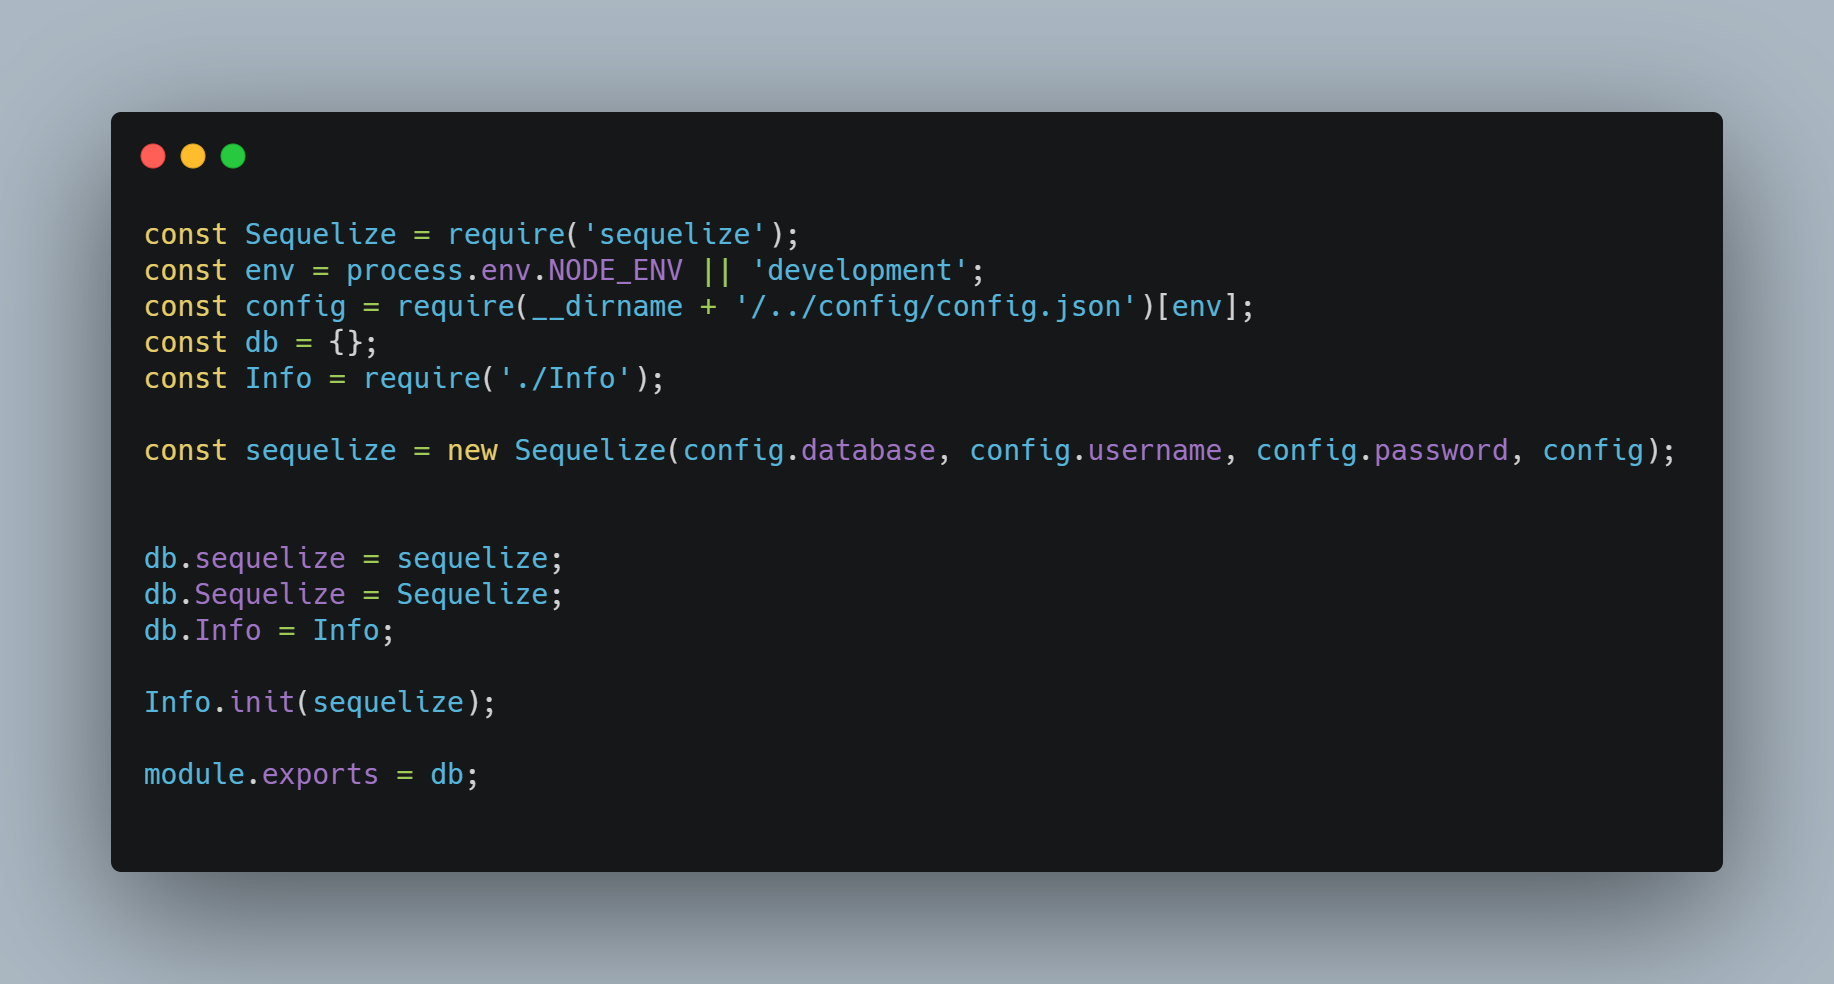 const Sequelize = require('sequelize');
const env = process.env.NODE_ENV || 'development';
const config = require(__dirname + '/../config/config.json')[env];
const db = {};
const Info = require('./Info');
const sequelize = new Sequelize(config.database, config.username, config.password, config);
db.sequelize = sequelize;
db.Sequelize = Sequelize;
db.Info = Info;
Info.init(sequelize);
module.exports = db;